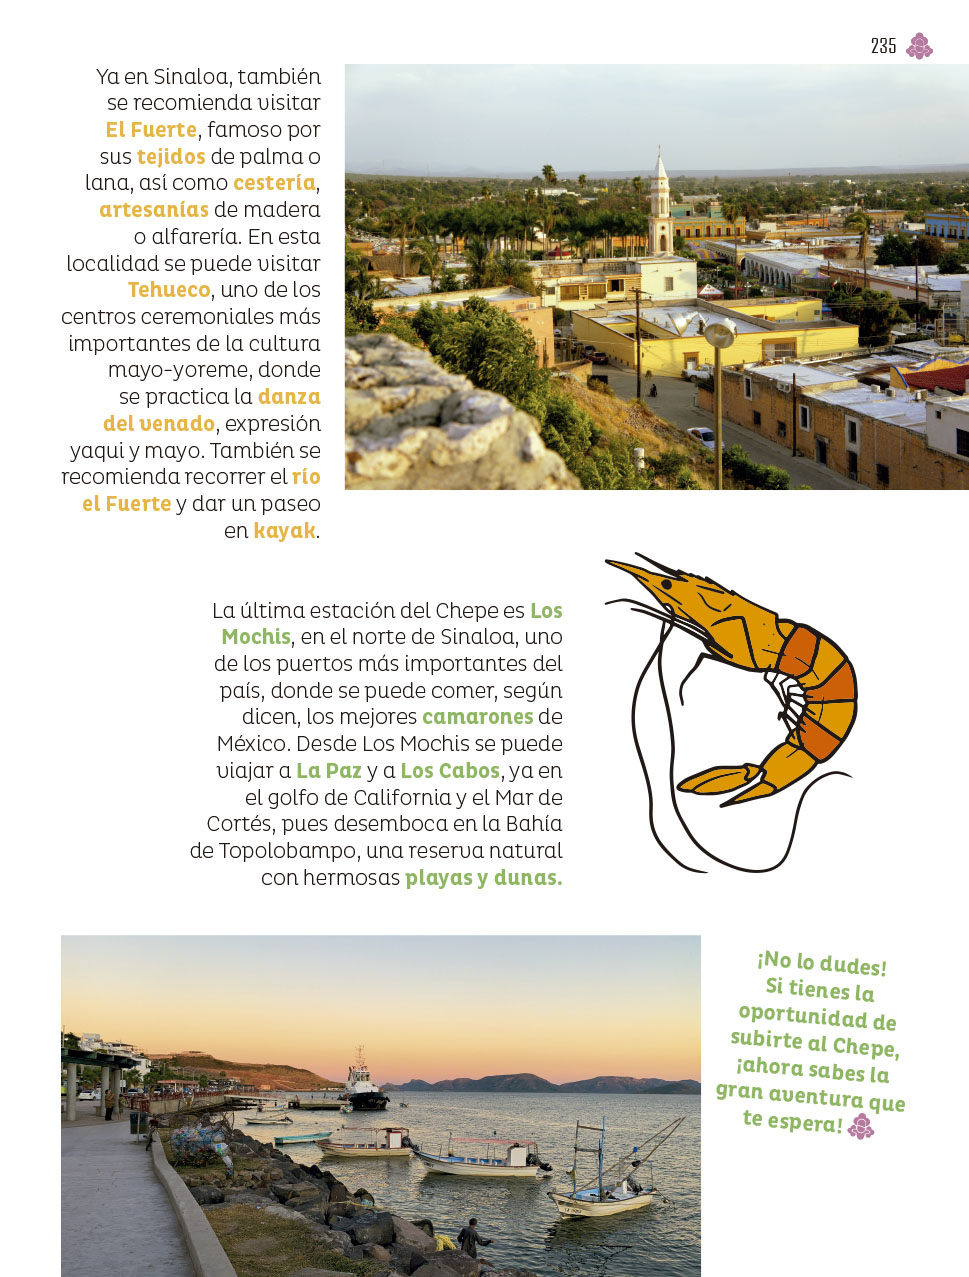 235
Ya en Sinaloa, también
se recomienda visitar
El Fuerte, famoso por
sus tejidos de palma o
lana, así como cestería,
artesanías de madera
o alfarería. En esta
localidad se puede visitar
Tehueco, uno de los
centros ceremoniales más
importantes de la cultura
mayo-yoreme, donde
se practica la danza
del venado, expresión
yaqui y mayo. También se
recomienda recorrer el río
el Fuerte y dar un paseo
en kayak.
La última estación del Chepe es Los
Mochis, en el norte de Sinaloa, uno
de los puertos más importantes del
país, donde se puede comer, según
dicen, los mejores camarones de
México. Desde Los Mochis se puede
viajar a La Paz y a Los Cabos, ya en
el golfo de California y el Mar de
Cortés, pues desemboca en la Bahía
de Topolobampo, una reserva natural
con hermosas playas y dunas.
¡No lo dudes!
Si tienes la
oportunidad de
subirte al Chepe,
¡ahora sabes la
gran aventura que
te espera!